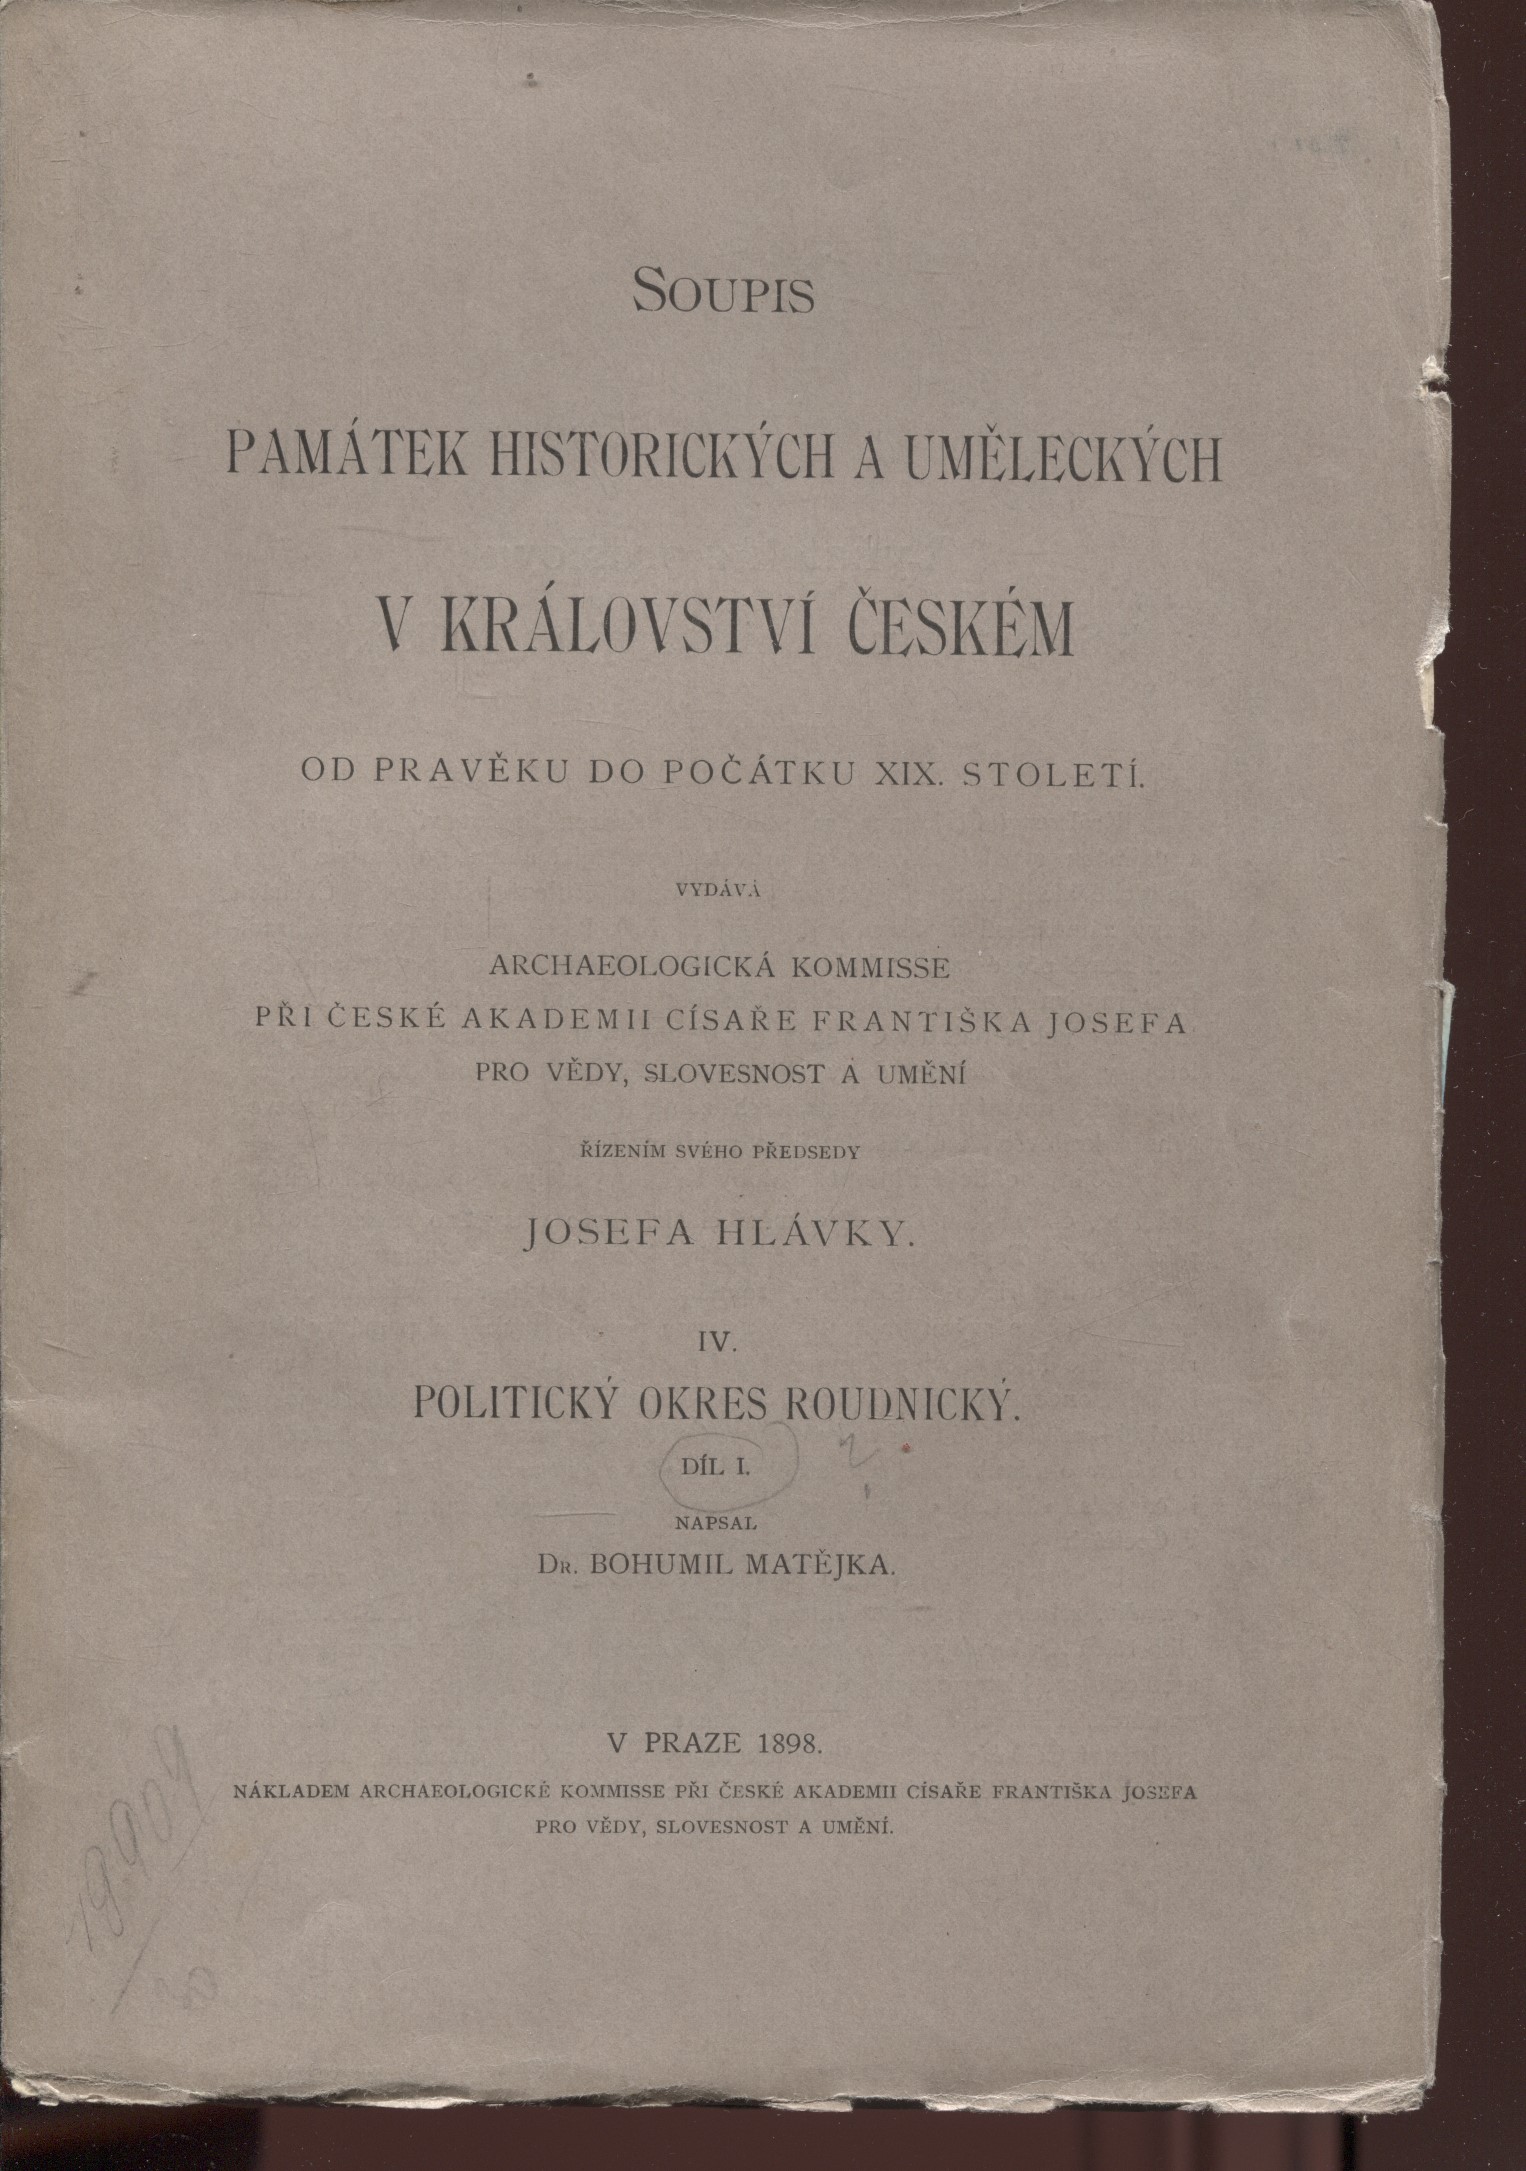 SOUPIS
PAMÁTEK HISTORICKÝCH A UMĚLECKÝCH
V KRÁLOVSTVÍ ČESKÉM
OD PRAVĚKU DO POČÁTKU XIX. STOLETÍ.
VYDÁVÁ
ARCHAEOLOGICKÁ KOMMISSE
PŘI ČESKÉ AKADEMII CÍSAŘE FRANTIŠKA JOSEFA
PRO VĚDY, SLOVESNOST A UMĚNÍ
ŘÍZENÍM SVÉHO PŘEDSEDY
JOSEFA HLÁVKY.
IV.
POLITICKÝ OKRES ROUDNICKÝ.
DÍL I.
NAPSAL
DR. BOHUMIL MATĚJKA.
V PRAZE 1898.
NÁKLADEM ARCHAEOLOGICKÉ KOMMISSE PŘI ČESKÉ AKADEMII CÍSAŘE FRANTIŠKA JOSEFA
PRO VĚDY, SLOVESNOST A UMĚNÍ.